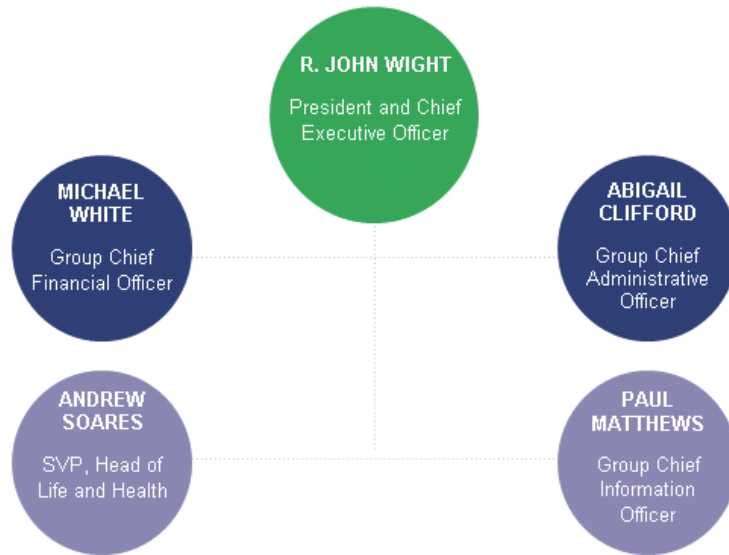 R. JOHN WIGHT
President and Chief
Executive Officer
MICHAEL
WHITE
Group Chief
Financial Officer
ABIGAIL
CLIFFORD
Group Chief
Administrative
Officer
ANDREW
SOARES
SVP, Head of
Life and Health
PAUL
MATTHEWS
Group Chief
Information
Officer